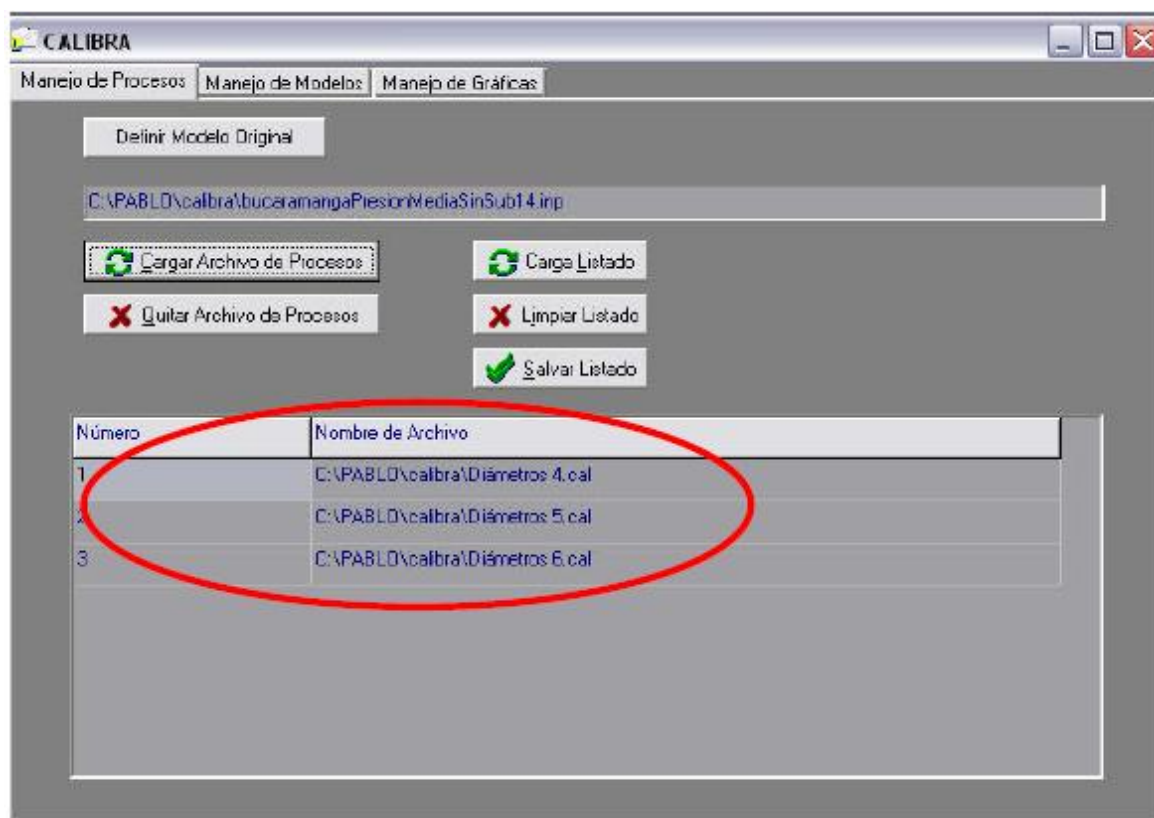 CALIBRA
Manejo de Procesos Manejo de Modelos Manejo de Gráficas
Definir Modelo Original
C:\PABLO\calibra\bucaramangaPresionMediaSinSub14.inp
Cargar Archivo de Procesos Carga Listado
Quitar Archivo de Procesos Limpiar Listado
Salvar Listado
Número Nombre de Archivo
1 C:\PABLO\calibra\Diámetros 4.cal
2 C:\PABLO\calibra\Diámetros 5.cal
3 C:\PABLO\calibra\Diámetros 6.cal